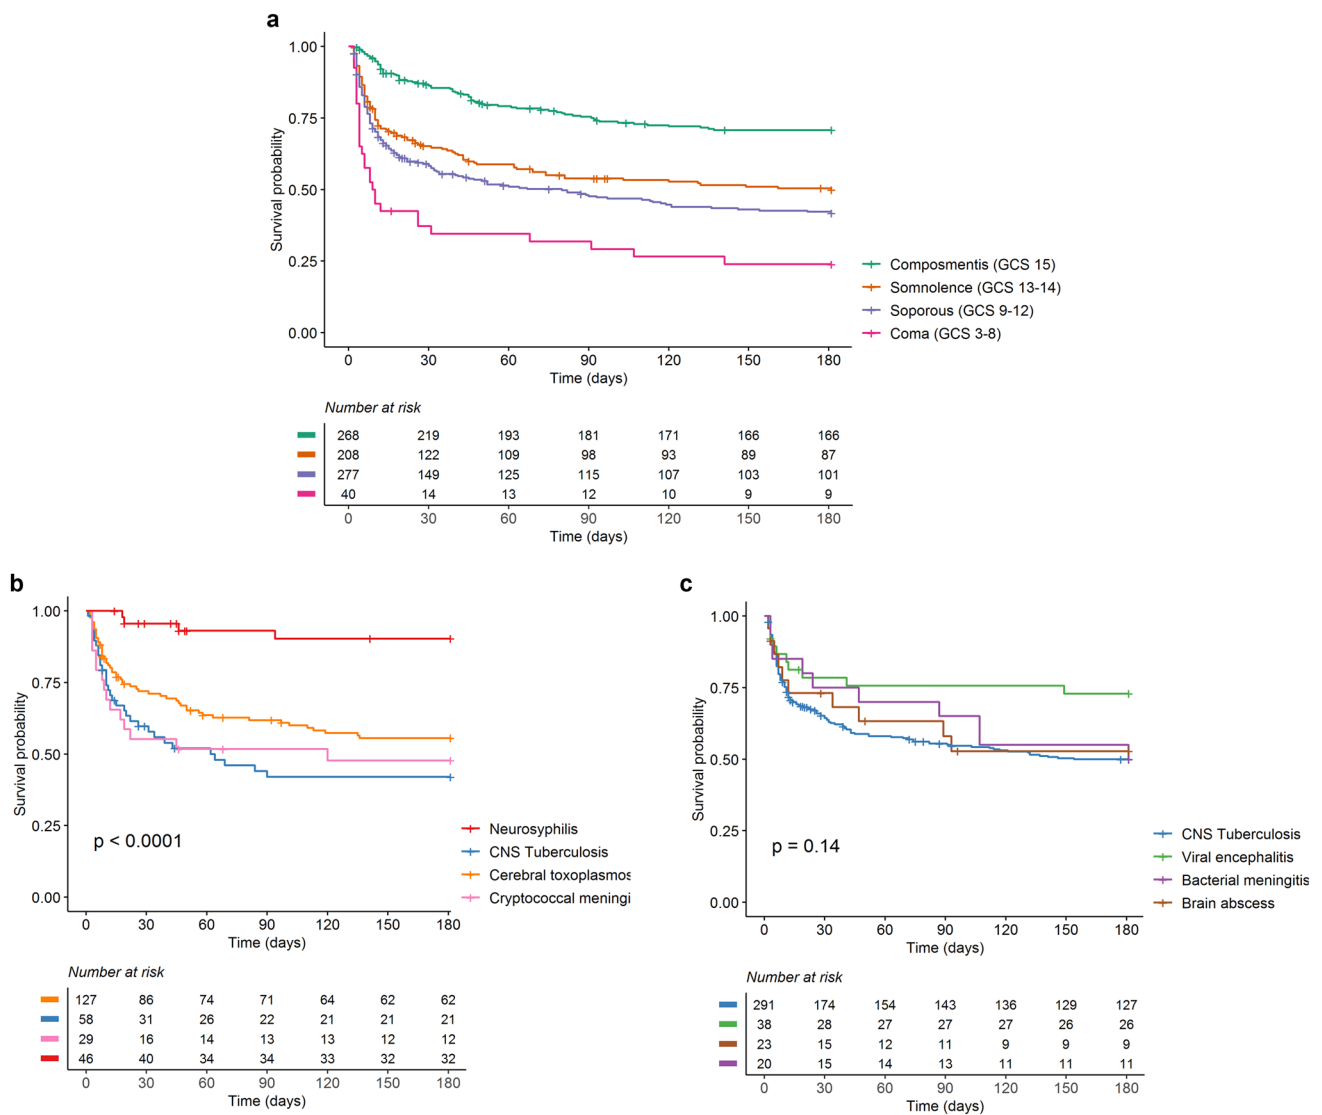 a
Survival probability
1.00
0.75
0.50
0.25
0.00
0 30 60 90 120 150 180
Time (days)
Composmentis (GCS 15)
Somnolence (GCS 13-14)
Soporous (GCS 9-12)
Coma (GCS 3-8)
Number at risk
268 219 193 181 171 166 166
208 122 109 98 93 89 87
277 149 125 115 107 103 101
40 14 13 12 10 9 9
0 30 60 90 120 150 180
Time (days)
b
Survival probability
1.00
0.75
0.50
0.25
0.00
p < 0.0001
0 30 60 90 120 150 180
Time (days)
Neurosyphilis
CNS Tuberculosis
Cerebral toxoplasmos
Cryptococcal meningi
Number at risk
127 86 74 71 64 62 62
58 31 26 22 21 21 21
29 16 14 13 13 12 12
46 40 34 34 33 32 32
0 30 60 90 120 150 180
Time (days)
c
Survival probability
1.00
0.75
0.50
0.25
0.00
p = 0.14
0 30 60 90 120 150 180
Time (days)
CNS Tuberculosis
Viral encephalitis
Bacterial meningitis
Brain abscess
Number at risk
291 174 154 143 136 129 127
38 28 27 27 27 26 26
23 15 12 11 9 9 9
20 15 14 13 11 11 11
0 30 60 90 120 150 180
Time (days)